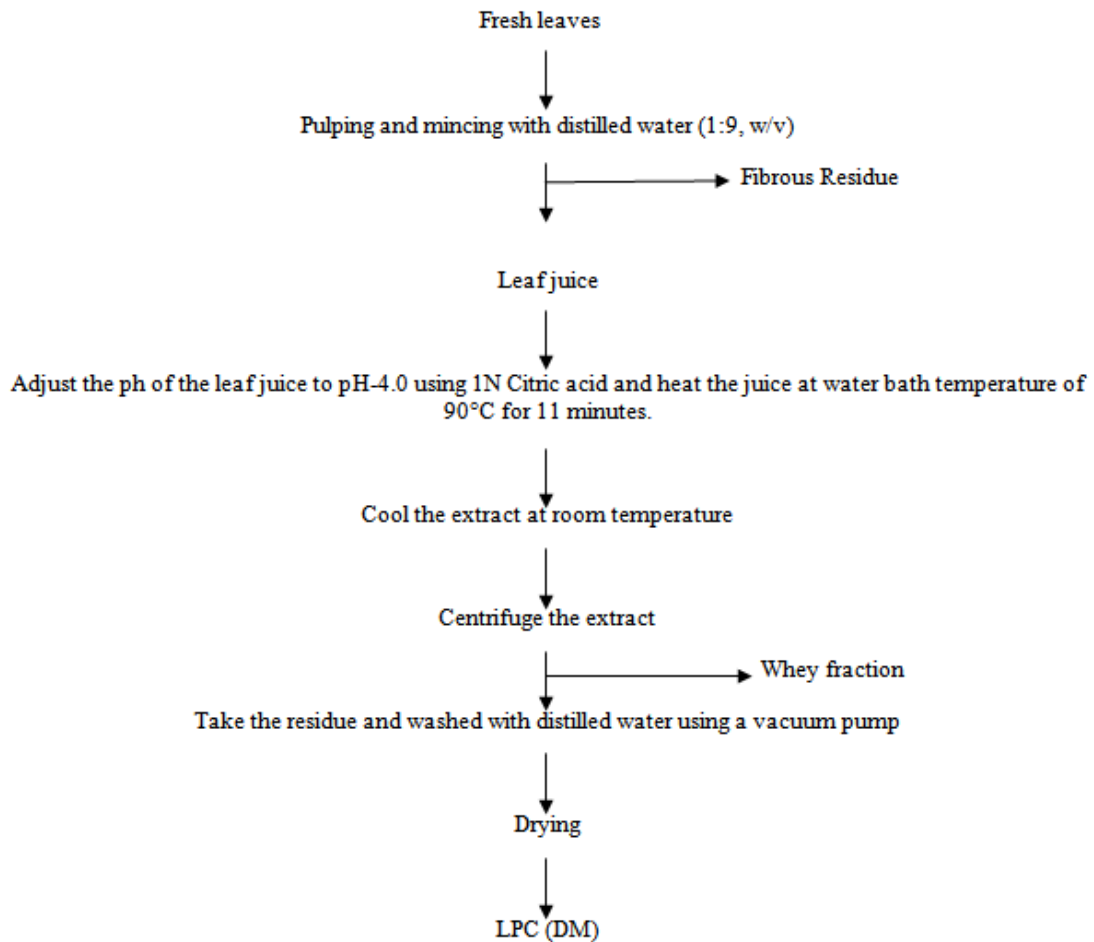 Fresh leaves
Pulping and mincing with distilled water (1:9, w/v)
Fibrous Residue
Leaf juice
Adjust the ph of the leaf juice to pH-4.0 using 1N Citric acid and heat the juice at water bath temperature of
90°C for 11 minutes.
Cool the extract at room temperature
Centrifuge the extract
Whey fraction
Take the residue and washed with distilled water using a vacuum pump
Drying
LPC (DM)